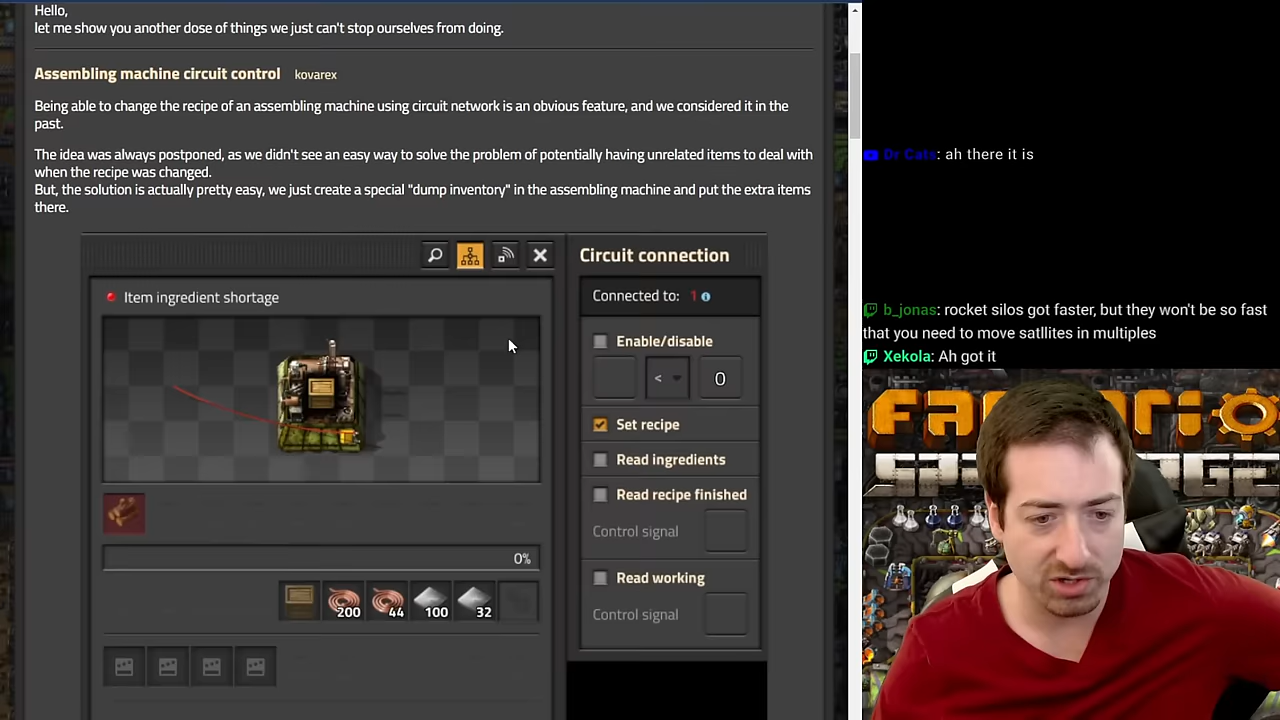 Hello,
let me show you another dose of things we just can't stop ourselves from doing.
Assembling machine circuit control kovarex
Being able to change the recipe of an assembling machine using circuit network is an obvious feature, and we considered it in the
past.
The idea was always postponed, as we didn't see an easy way to solve the problem of potentially having unrelated items to deal with
when the recipe was changed.
But, the solution is actually pretty easy, we just create a special "dump inventory" in the assembling machine and put the extra items
there.
Circuit connection
Item ingredient shortage
Connected to: 1
Enable/disable
< 0
Set recipe
Read ingredients
Read recipe finished
Control signal
0%
Read working
200 44 100 32
Control signal
Dr Cats: ah there it is
b_jonas: rocket silos got faster, but they won't be so fast
that you need to move satllites in multiples
Xekola: Ah got it